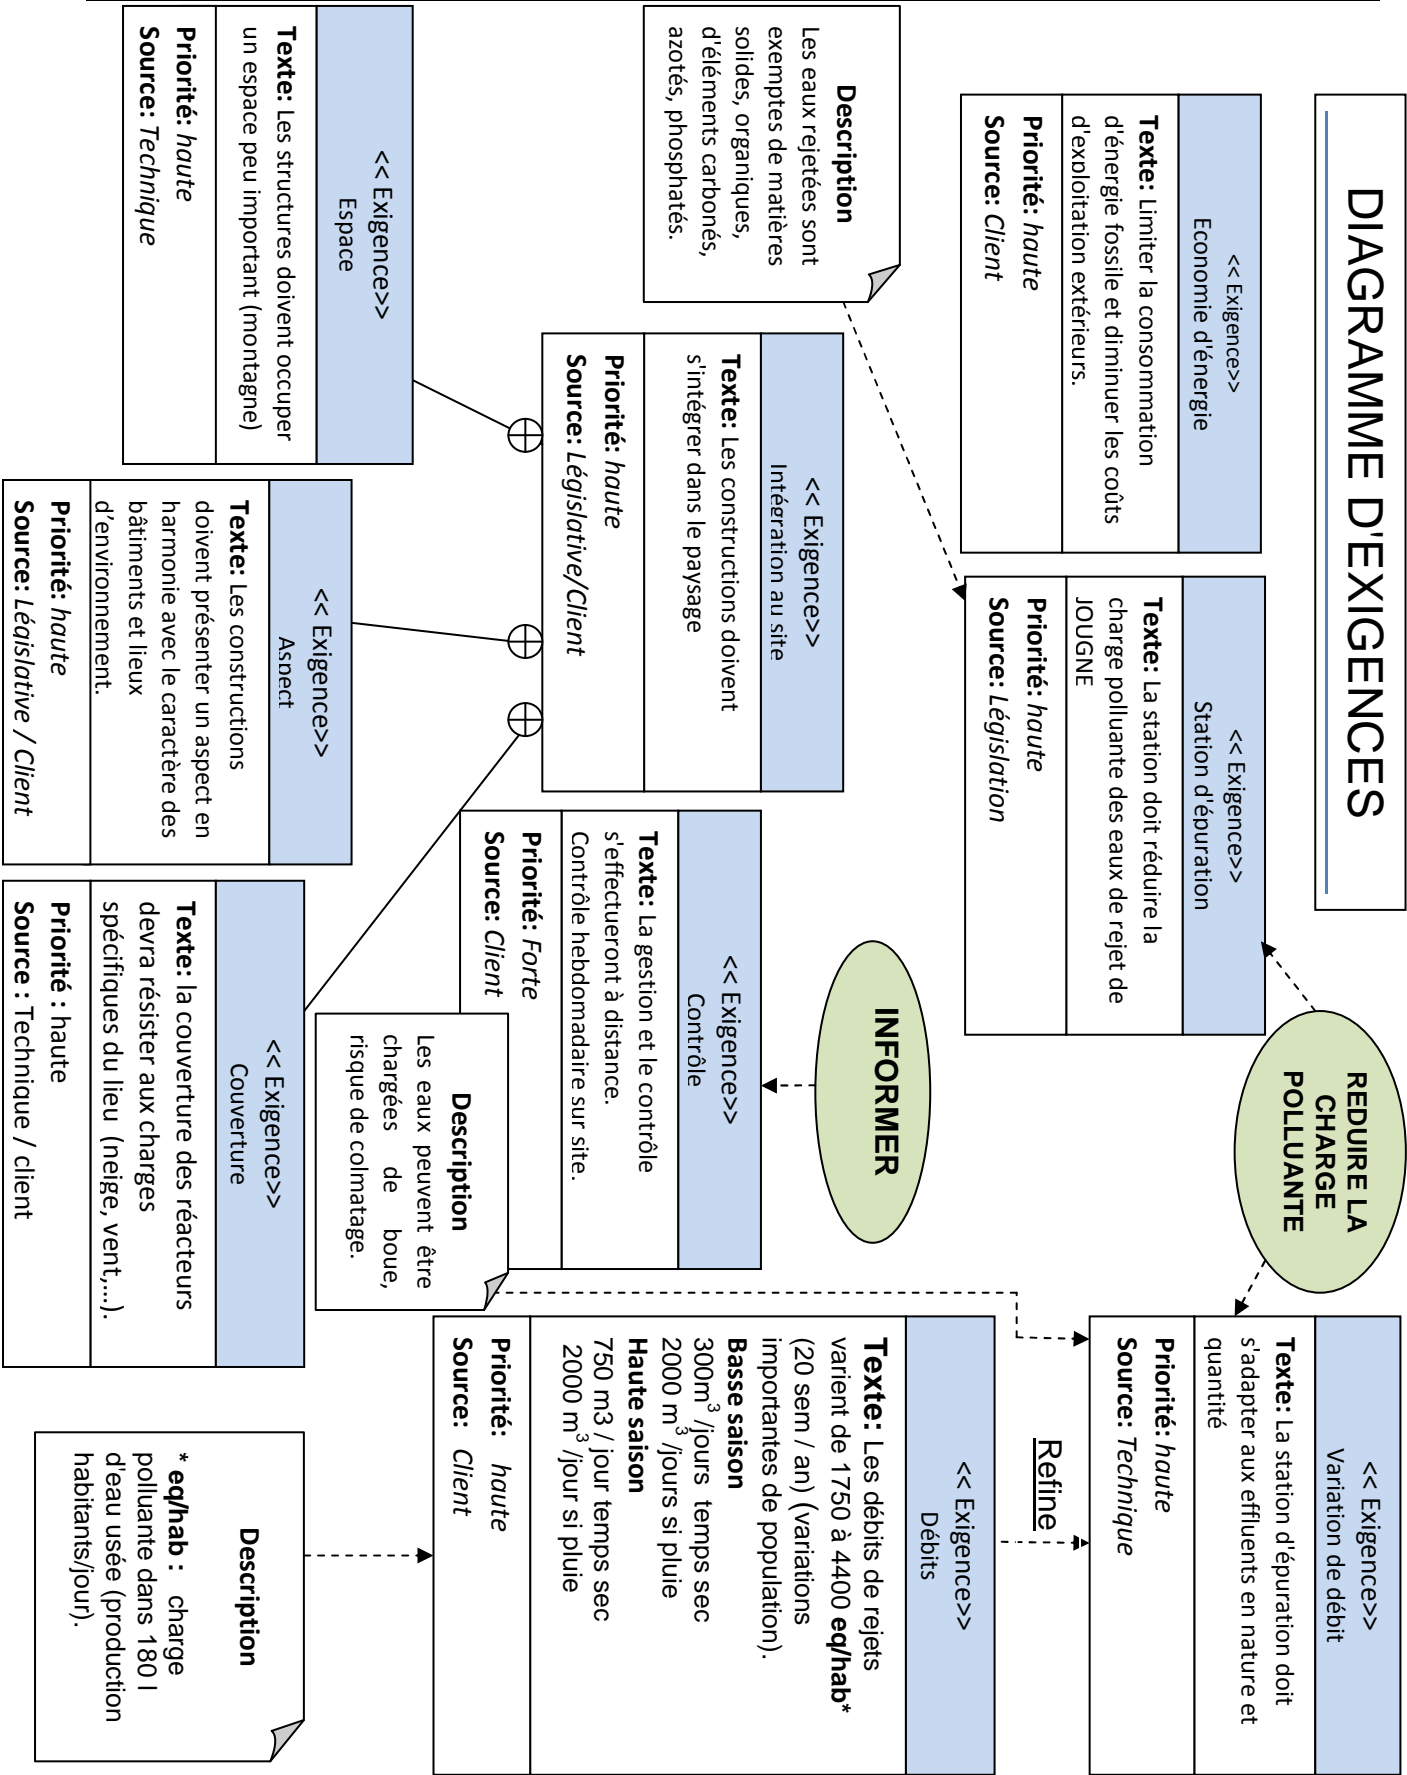 DIAGRAMME D'EXIGENCES
<< Exigence>>
Economie d'énergie
Texte: Limiter la consommation
d'énergie fossile et diminuer les coûts
d'exploitation extérieurs.
Priorité: haute
Source: Client
<< Exigence>>
Station d'épuration
Texte: La station doit réduire la
charge polluante des eaux de rejet de
JOUGNE
Priorité: haute
Source: Législation
REDUIRE LA
CHARGE
POLLUANTE
<< Exigence>>
Variation de débit
Texte: La station d'épuration doit
s'adapter aux effluents en nature et
quantité
Priorité: haute
Source: Technique
Description
Les eaux rejetées sont
exemptes de matières
solides, organiques,
d'éléments carbonés,
azotés, phosphatés.
<< Exigence>>
Intégration au site
Texte: Les constructions doivent
s'intégrer dans le paysage
Priorité: haute
Source: Législative/Client
INFORMER
<< Exigence>>
Contrôle
Texte: La gestion et le contrôle
s'effectueront à distance.
Contrôle hebdomadaire sur site.
Priorité: Forte
Source: Client
Refine
<< Exigence>>
Débits
Texte: Les débits de rejets
varient de 1750 à 4400 eq/hab*
(20 sem / an) (variations
importantes de population).
Basse saison
300m³ /jours temps sec
2000 m³ /jours si pluie
Haute saison
750 m3 / jour temps sec
2000 m³ /jour si pluie
Priorité: haute
Source: Client
Description
Les eaux peuvent être
chargées de boue,
risque de colmatage.
<< Exigence>>
Espace
Texte: Les structures doivent occuper
un espace peu important (montagne)
Priorité: haute
Source: Technique
<< Exigence>>
Aspect
Texte: Les constructions
doivent présenter un aspect en
harmonie avec le caractère des
bâtiments et lieux
d'environnement.
Priorité: haute
Source: Législative / Client
<< Exigence>>
Couverture
Texte: la couverture des réacteurs
devra résister aux charges
spécifiques du lieu (neige, vent,...).
Priorité : haute
Source : Technique / client
Description
* eq/hab : charge
polluante dans 180 l
d'eau usée (production
habitants/jour).